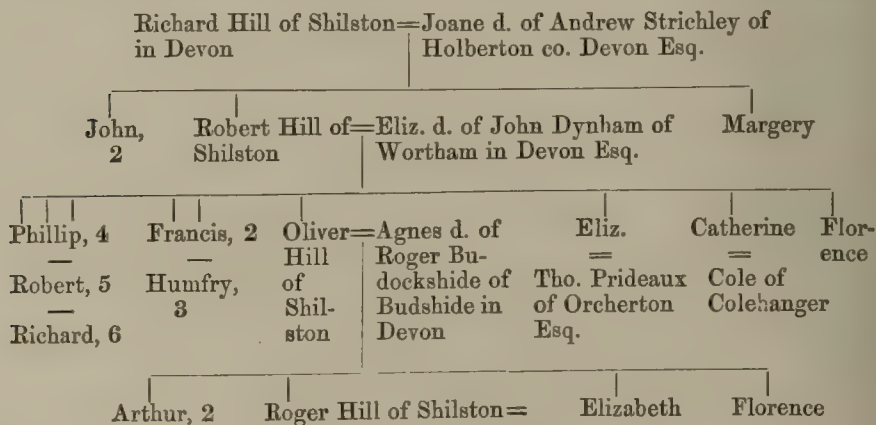 Richard Hill of Shilston=Joane d. of Andrew Strichley of
in Devon Holberton co. Devon Esq.
John, Robert Hill of=Eliz. d. of John Dynham of Margery
2 Shilston Wortham in Devon Esq.
Phillip, 4 Francis, 2 Oliver=Agnes d. of Eliz. Catherine Flor-
— — Hill Roger Bu- = = ence
Robert, 5 Humfry, of dockshide of Tho. Prideaux Cole of
— 3 Shil- Budshide in of Orcherton Colehanger
Richard, 6 ston Devon Esq.
Arthur, 2 Roger Hill of Shilston= Elizabeth Florence